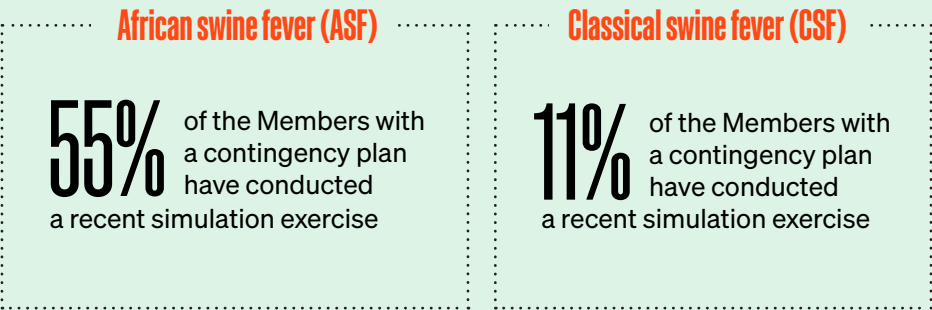 African swine fever (ASF)
55%
of the Members with
a contingency plan
have conducted
a recent simulation exercise
Classical swine fever (CSF)
11%
of the Members with
a contingency plan
have conducted
a recent simulation exercise